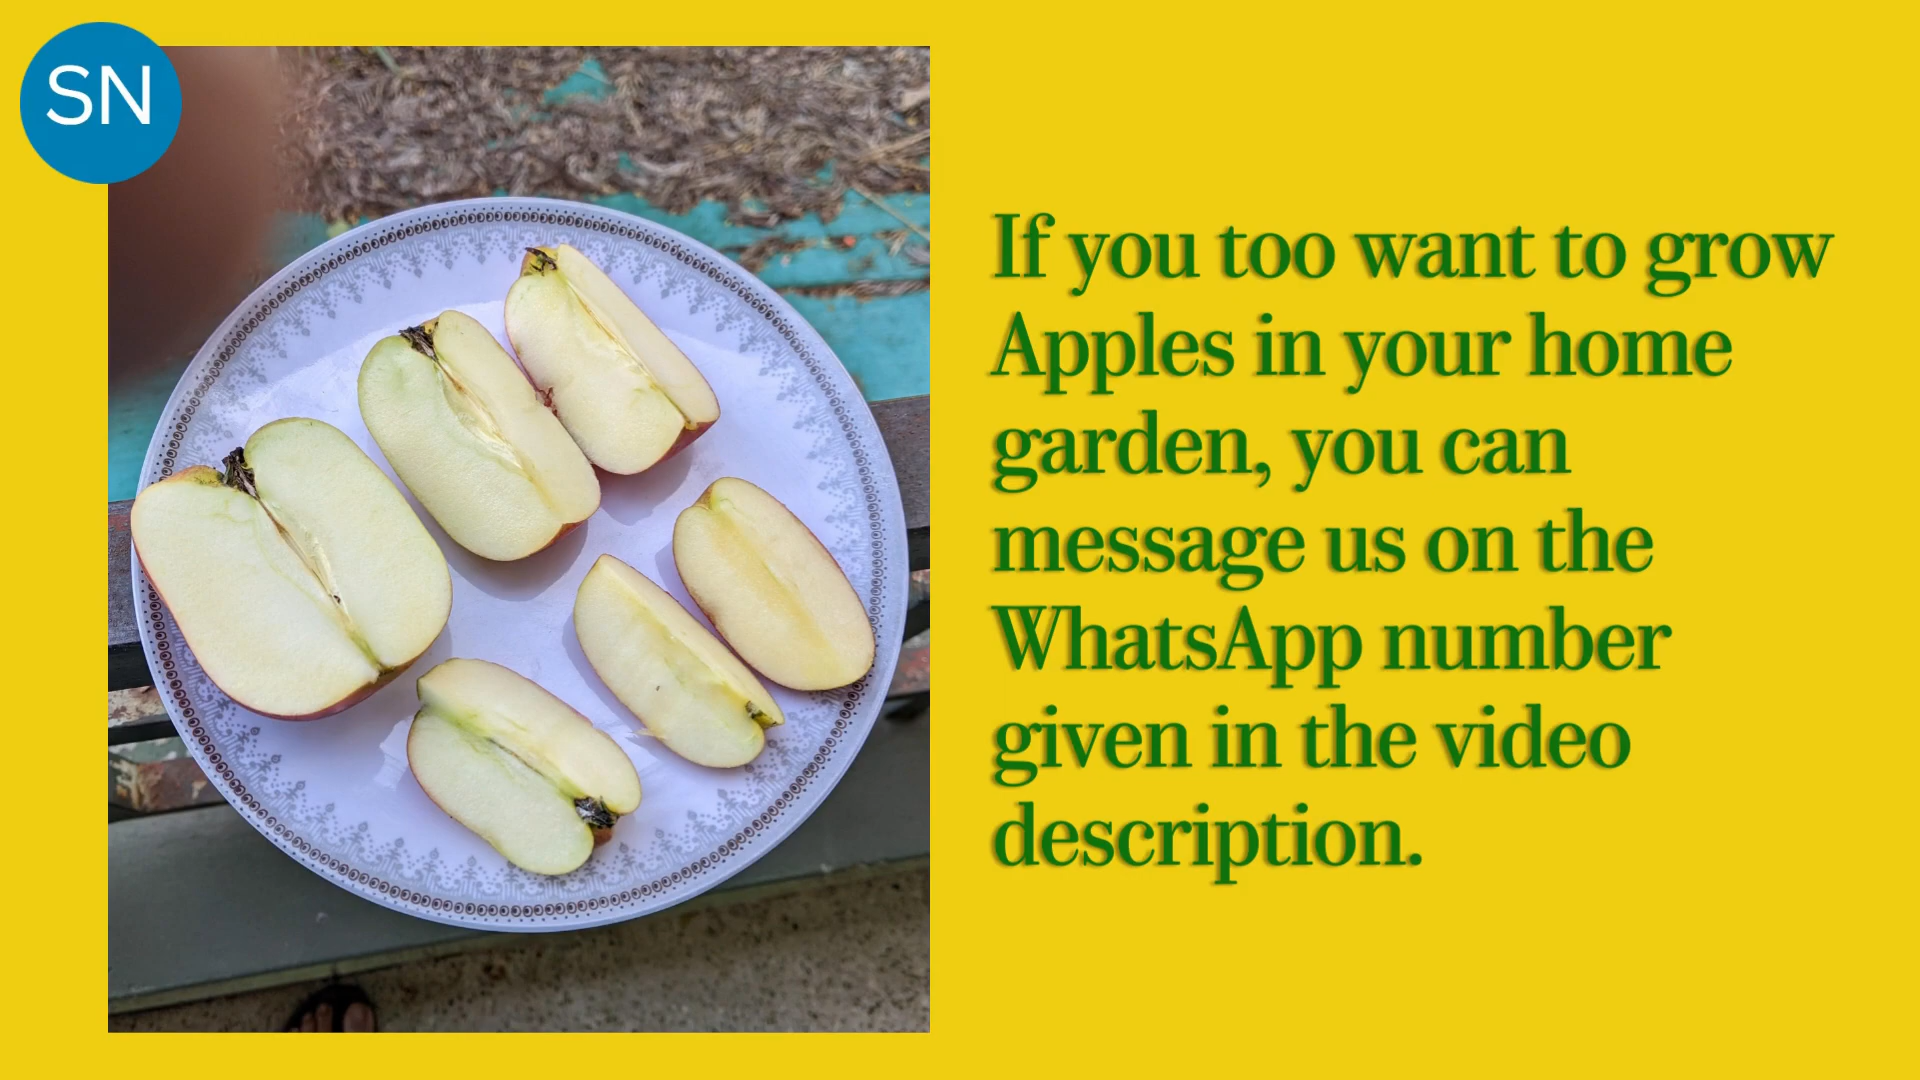 SN
If you too want to grow
Apples in your home
garden, you can
message us on the
WhatsApp number
given in the video
description.